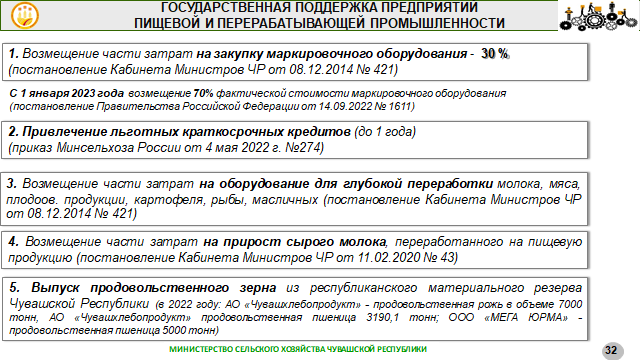 ГОСУДАРСТВЕННАЯ ПОДДЕРЖКА ПРЕДПРИЯТИЙ
ПИЩЕВОЙ И ПЕРЕРАБАТЫВАЮЩЕЙ ПРОМЫШЛЕННОСТИ
1. Возмещение части затрат на закупку маркировочного оборудования - 30 %
(постановление Кабинета Министров ЧР от 08.12.2014 № 421)
С 1 января 2023 года возмещение 70% фактической стоимости маркировочного оборудования
(постановление Правительства Российской Федерации от 14.09.2022 № 1611)
2. Привлечение льготных краткосрочных кредитов (до 1 года)
(приказ Минсельхоза России от 4 мая 2022 г. №274)
3. Возмещение части затрат на оборудование для глубокой переработки молока, мяса,
плодоов. продукции, картофеля, рыбы, масличных (постановление Кабинета Министров ЧР
от 08.12.2014 № 421)
4. Возмещение части затрат на прирост сырого молока, переработанного на пищевую
продукцию (постановление Кабинета Министров ЧР от 11.02.2020 № 43)
5. Выпуск продовольственного зерна из республиканского материального резерва
Чувашской Республики (в 2022 году: АО «Чувашхлебопродукт» - продовольственная рожь в объеме 7000
тонн, АО «Чувашхлебопродукт» продовольственная пшеница 3190,1 тонн; ООО «МЕГА ЮРМА» -
продовольственная пшеница 5000 тонн)
МИНИСТЕРСТВО СЕЛЬСКОГО ХОЗЯЙСТВА ЧУВАШСКОЙ РЕСПУБЛИКИ
32